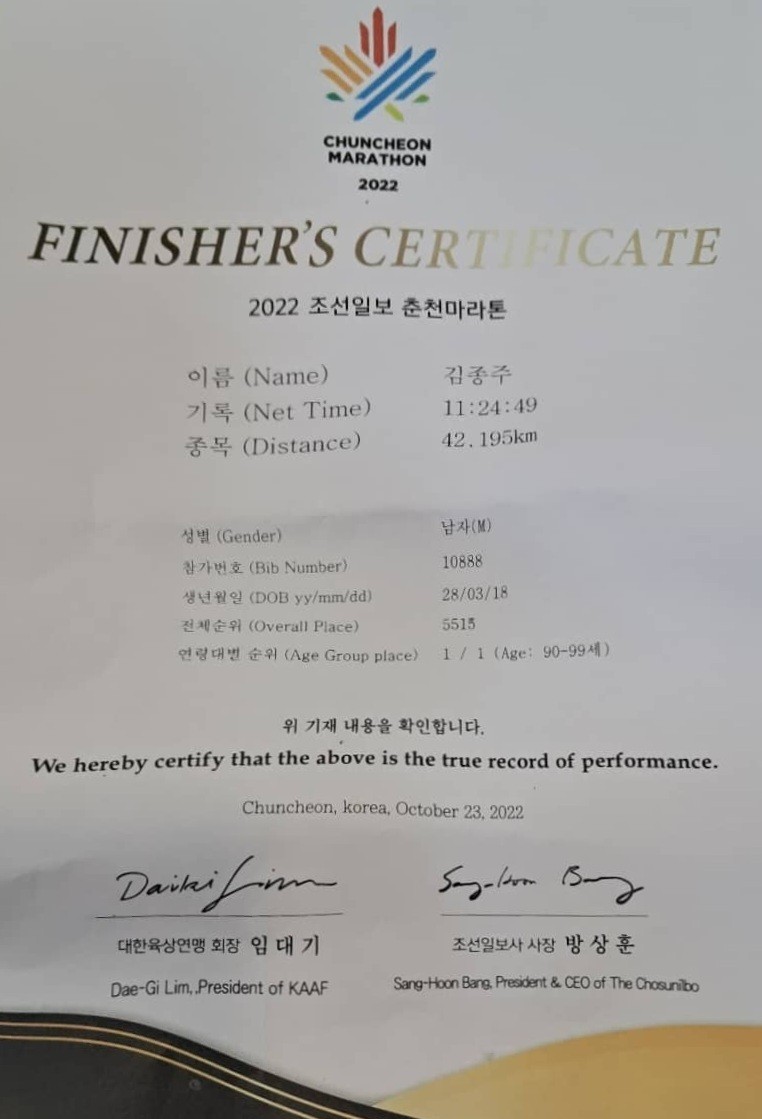 CHUNCHEON
MARATHON
2022
FINISHER'S CERTIFICATE
2022 조선일보 춘천마라톤
이름 (Name) 김종주
기록 (Net Time) 11:24:49
종목 (Distance) 42.195km
성별 (Gender) 남자(M)
참가번호 (Bib Number) 10888
생년월일 (DOB yy/mm/dd) 28/03/18
전체순위 (Overall Place) 5515
연령대별 순위 (Age Group place) 1 / 1 (Age: 90-99세)
위 기재 내용을 확인합니다.
We hereby certify that the above is the true record of performance.
Chuncheon, korea, October 23, 2022
Daiki Lim Sang-Hoon Bang
대한육상연맹 회장 임대기 조선일보사 사장 방상훈
Dae-Gi Lim, .President of KAAF Sang-Hoon Bang, President & CEO of The Chosunilbo